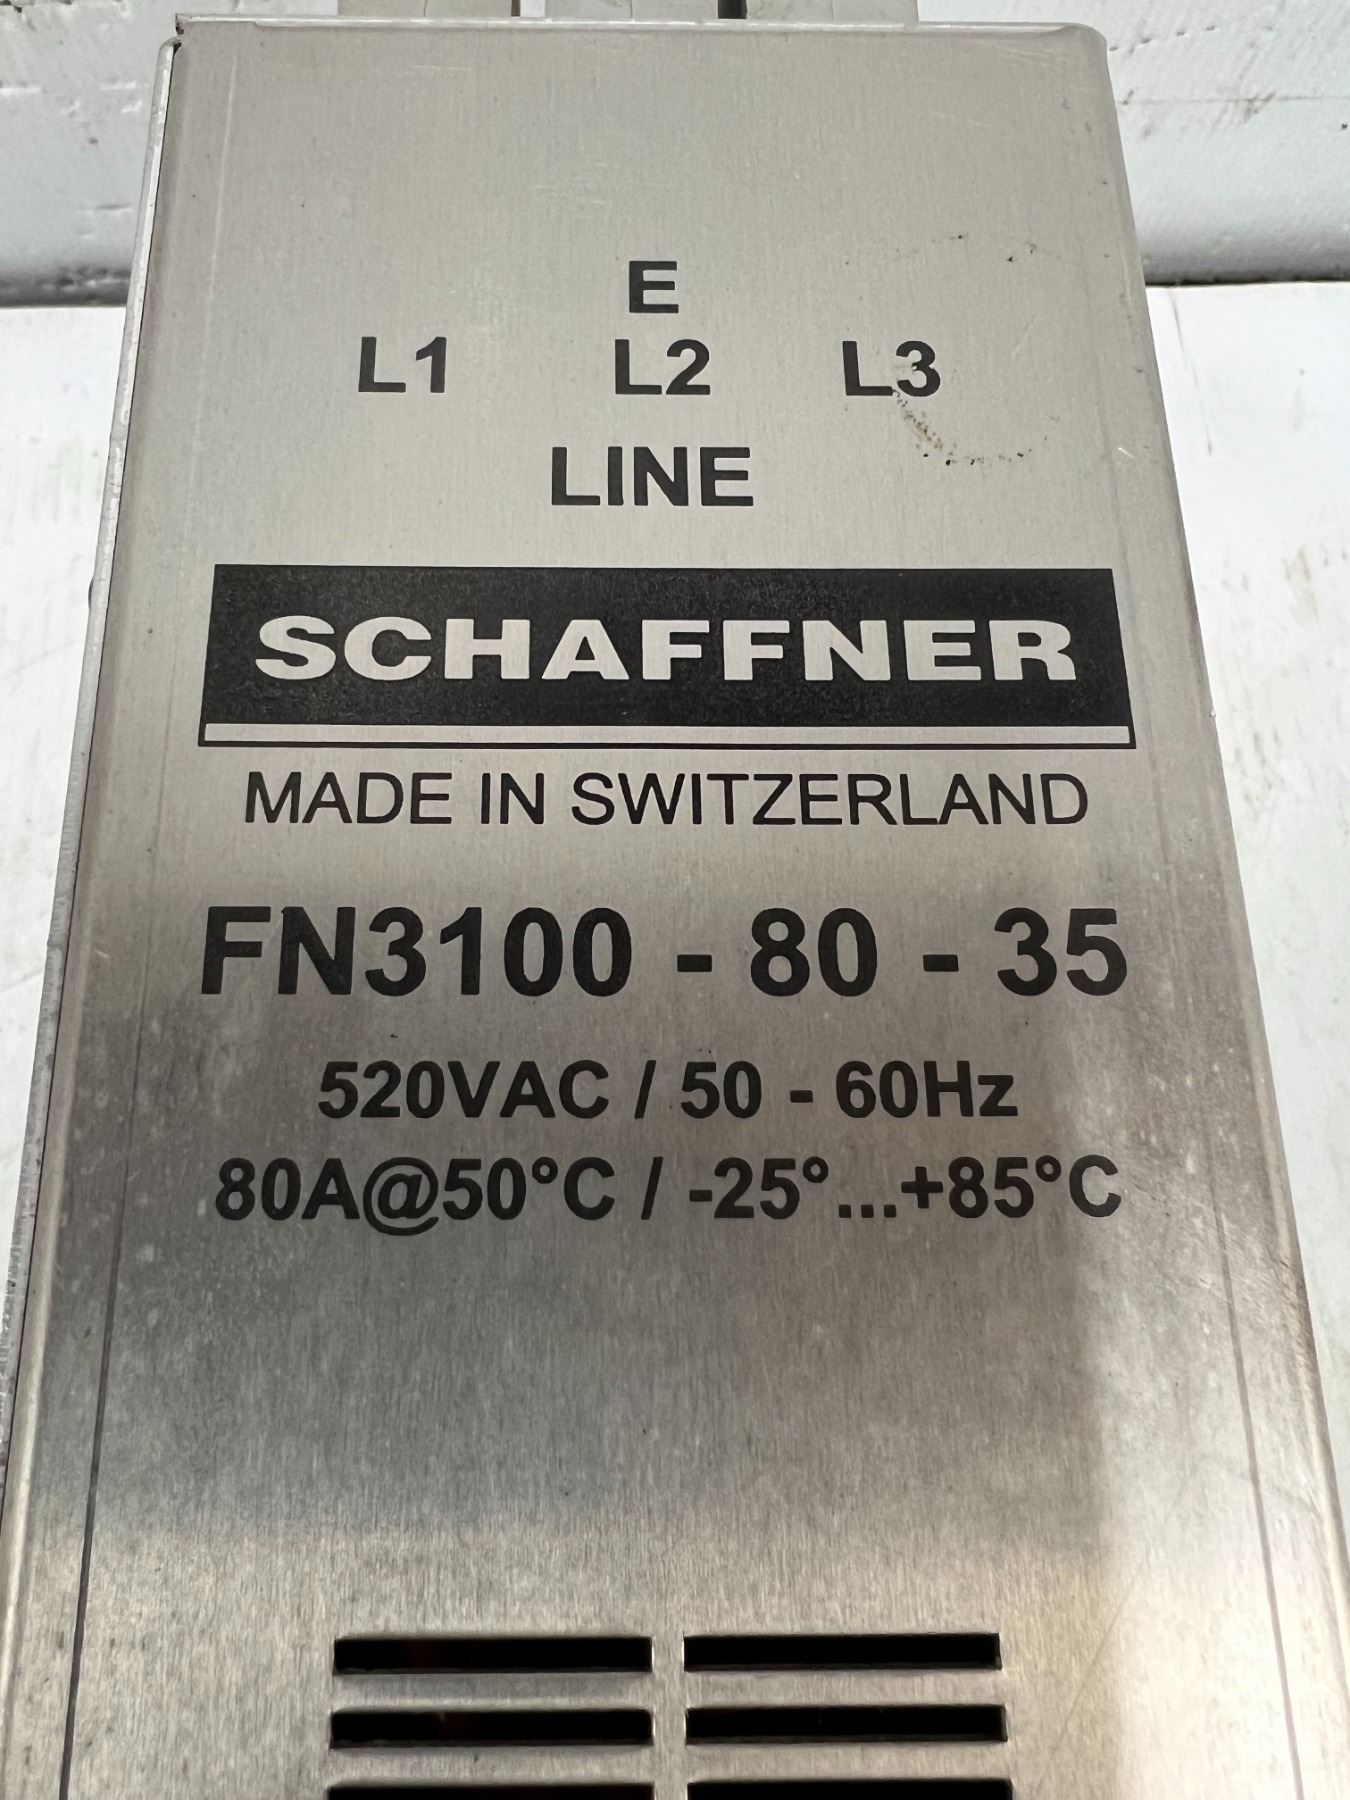 E
L1 L2 L3
LINE
SCHAFFNER
MADE IN SWITZERLAND
FN3100 - 80 - 35
520VAC / 50 - 60Hz
80A@50°C / -25°...+85°C